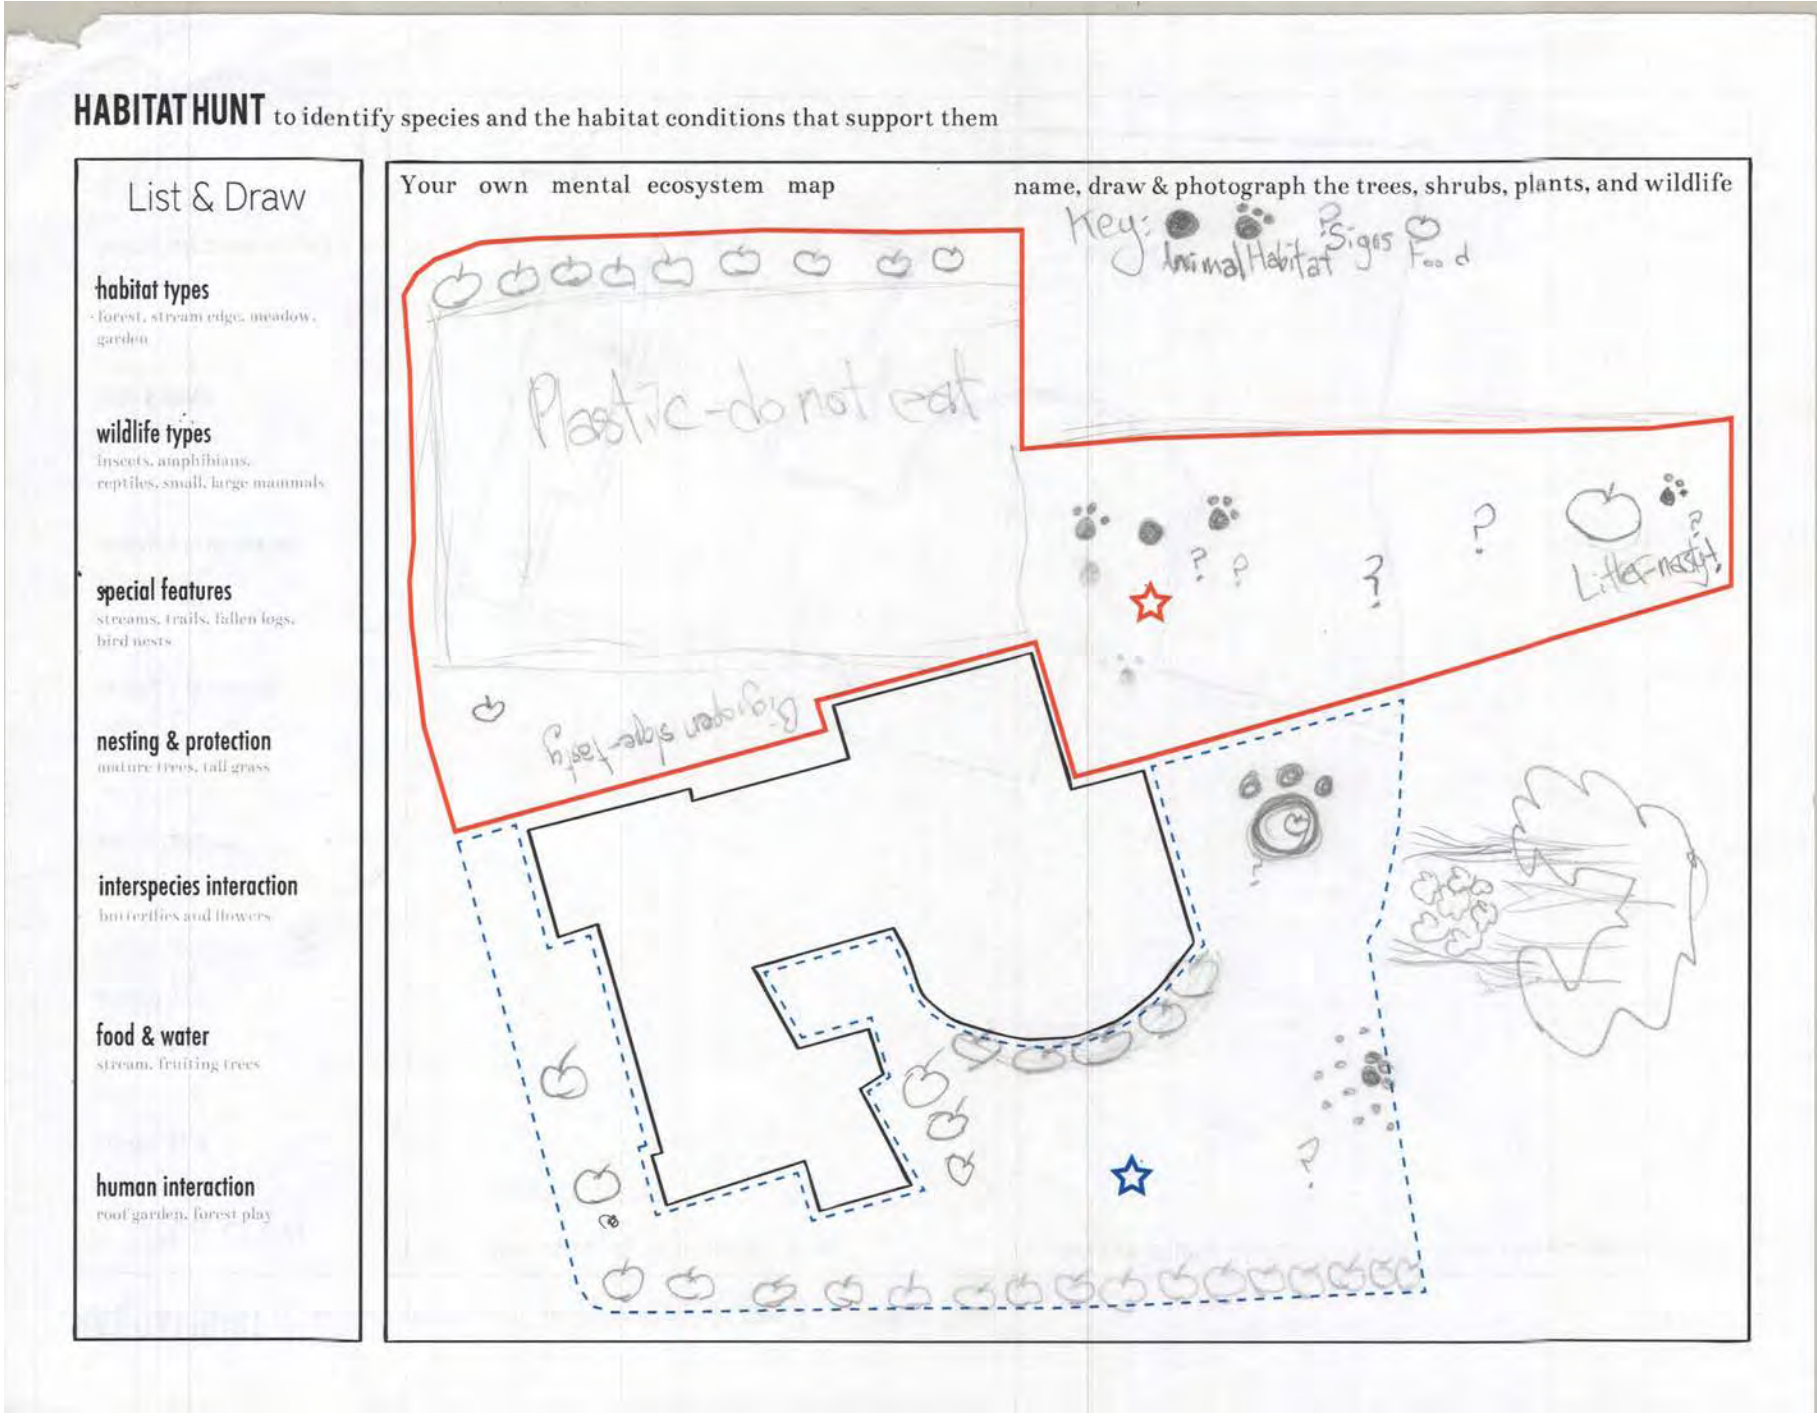 HABITAT HUNT to identify species and the habitat conditions that support them
List & Draw
habitat types
forest, stream edge, meadow,
garden
wildlife types
insects, amphibians,
reptiles, small, large mammals
special features
streams, trails, fallen logs,
bird nests
nesting & protection
mature trees, tall grass
interspecies interaction
butterflies and flowers
food & water
stream, fruiting trees
human interaction
roof garden, forest play
Your own mental ecosystem map
name, draw & photograph the trees, shrubs, plants, and wildlife
Key:
?
Animal Habitat Signs Food
Plastic-do not eat
? ? ? ? ?
Litter-nasty!
Big open slope-tasty
?
?